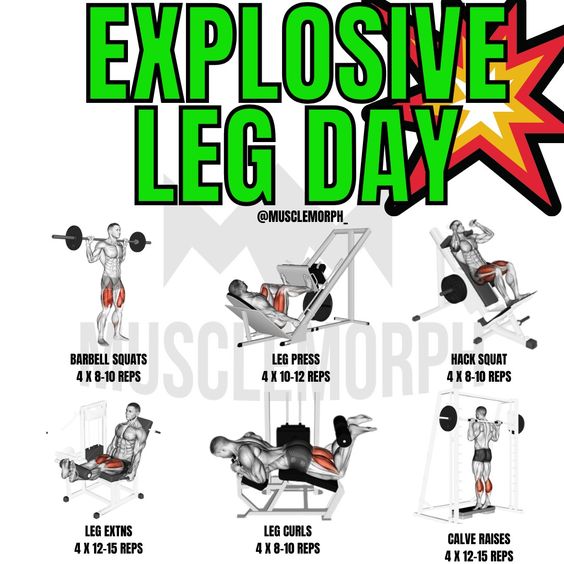 EXPLOSIVE
LEG DAY
@MUSCLEMORPH_
MUSCLEMORPH
BARBELL SQUATS
4 X 8-10 REPS
LEG PRESS
4 X 10-12 REPS
HACK SQUAT
4 X 8-10 REPS
LEG EXTNS
4 X 12-15 REPS
LEG CURLS
4 X 8-10 REPS
CALVE RAISES
4 X 12-15 REPS